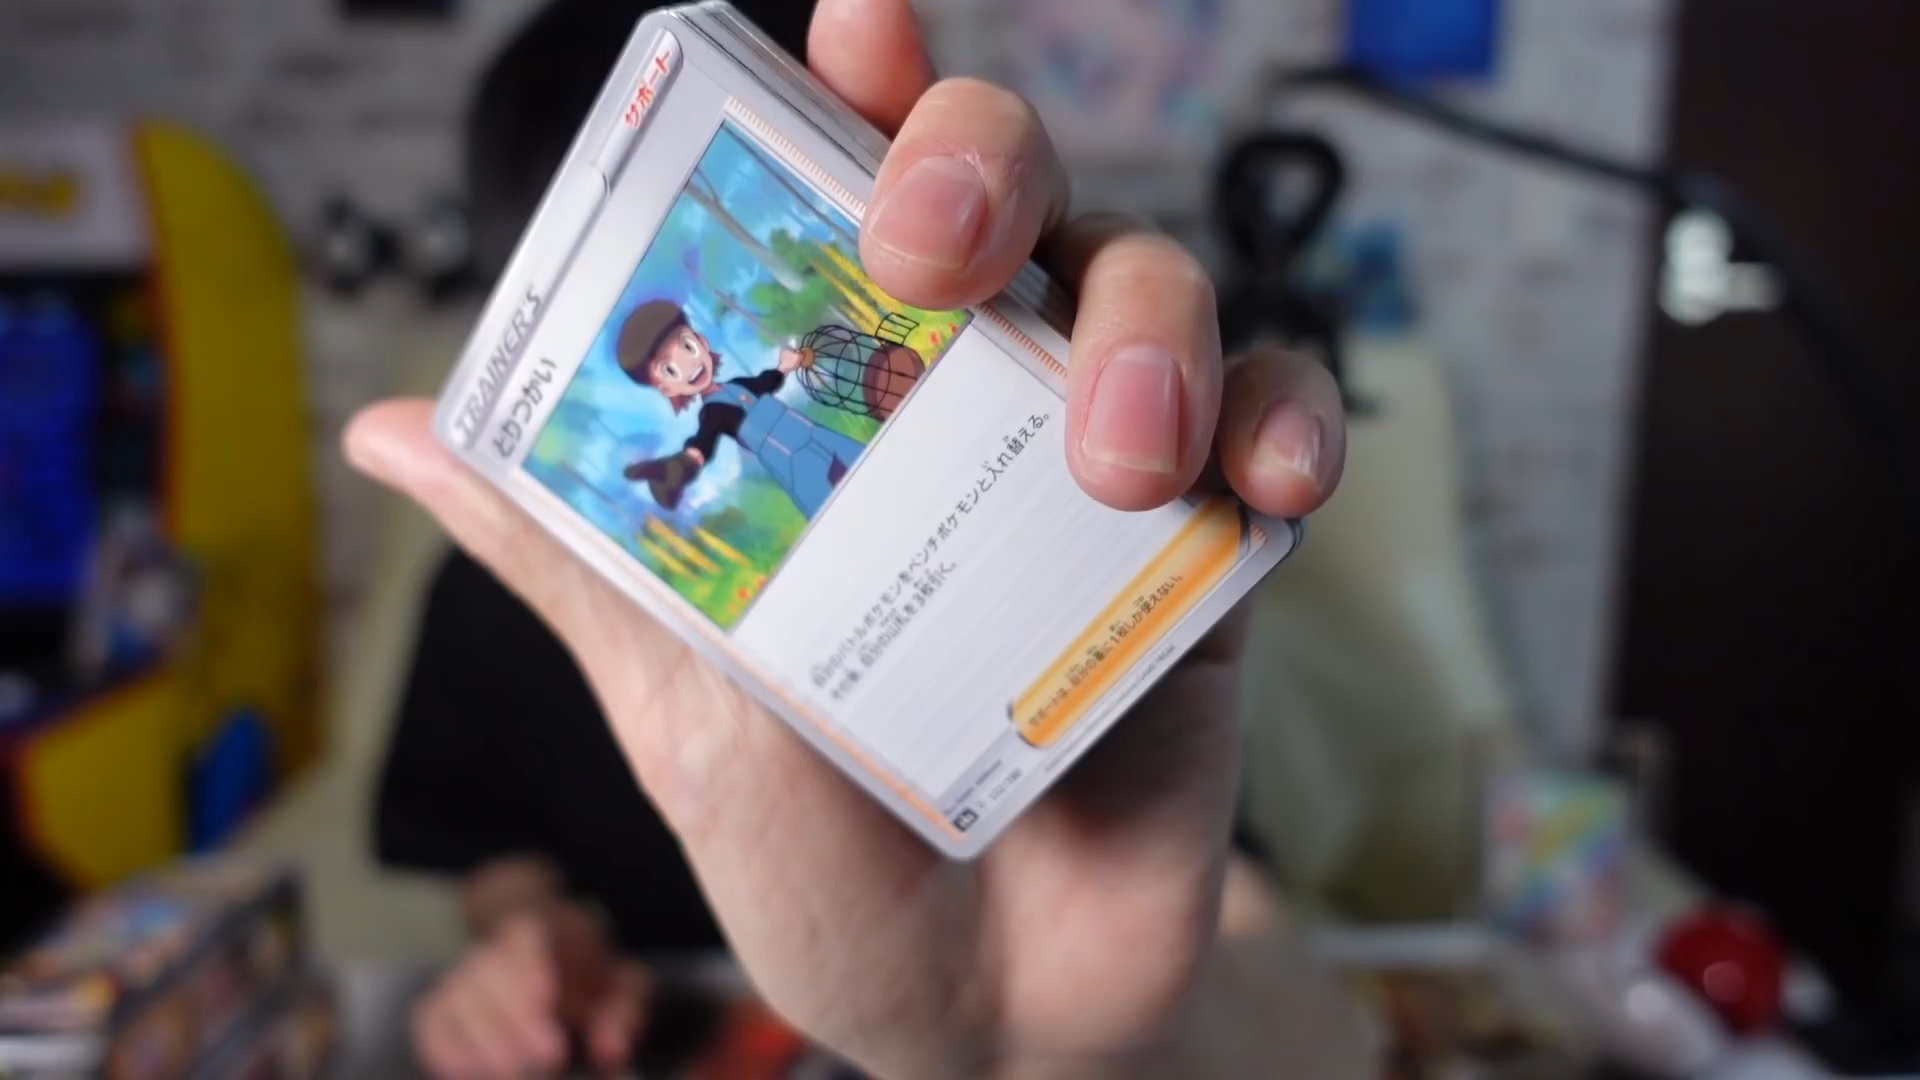 サポート
TRAINER'S
とりつかい
自分のバトルポケモンをベンチポケモンと入れ替える。
その後、自分の山札を3枚引く。
サポートは、自分の番に1枚しか使えない。